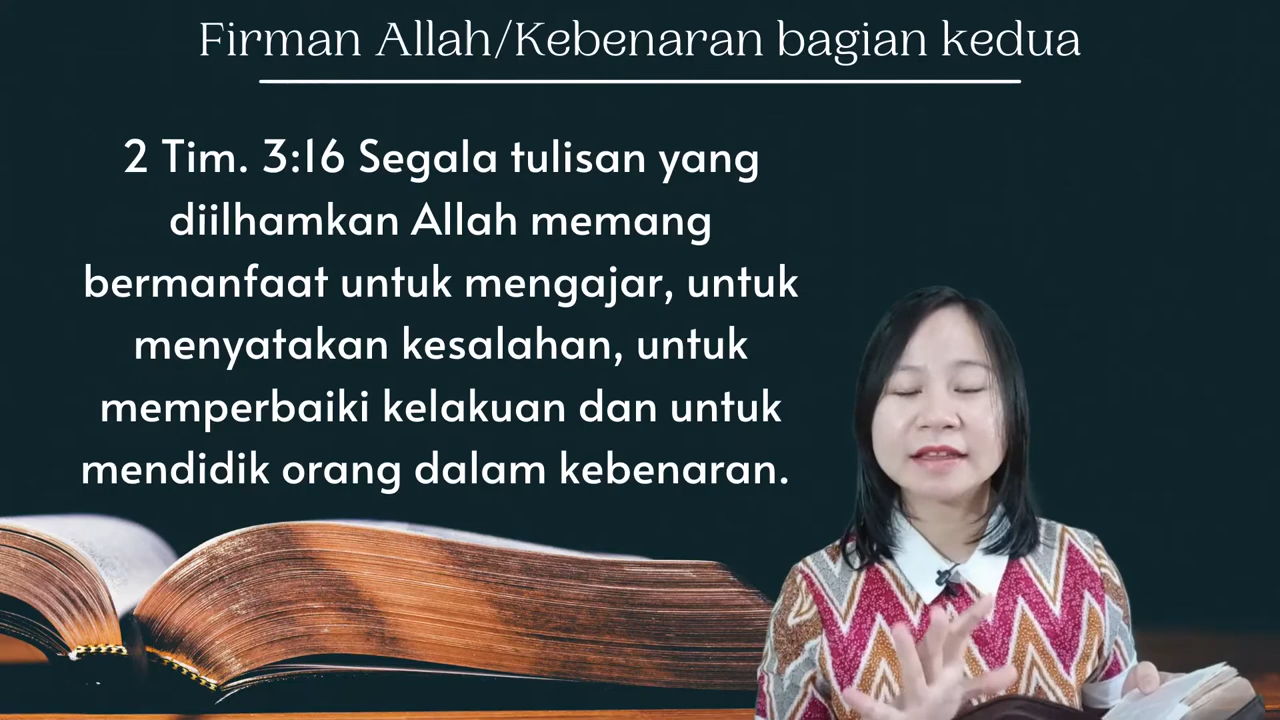 Firman Allah/Kebenaran bagian kedua
2 Tim. 3:16 Segala tulisan yang
diilhamkan Allah memang
bermanfaat untuk mengajar, untuk
menyatakan kesalahan, untuk
memperbaiki kelakuan dan untuk
mendidik orang dalam kebenaran.